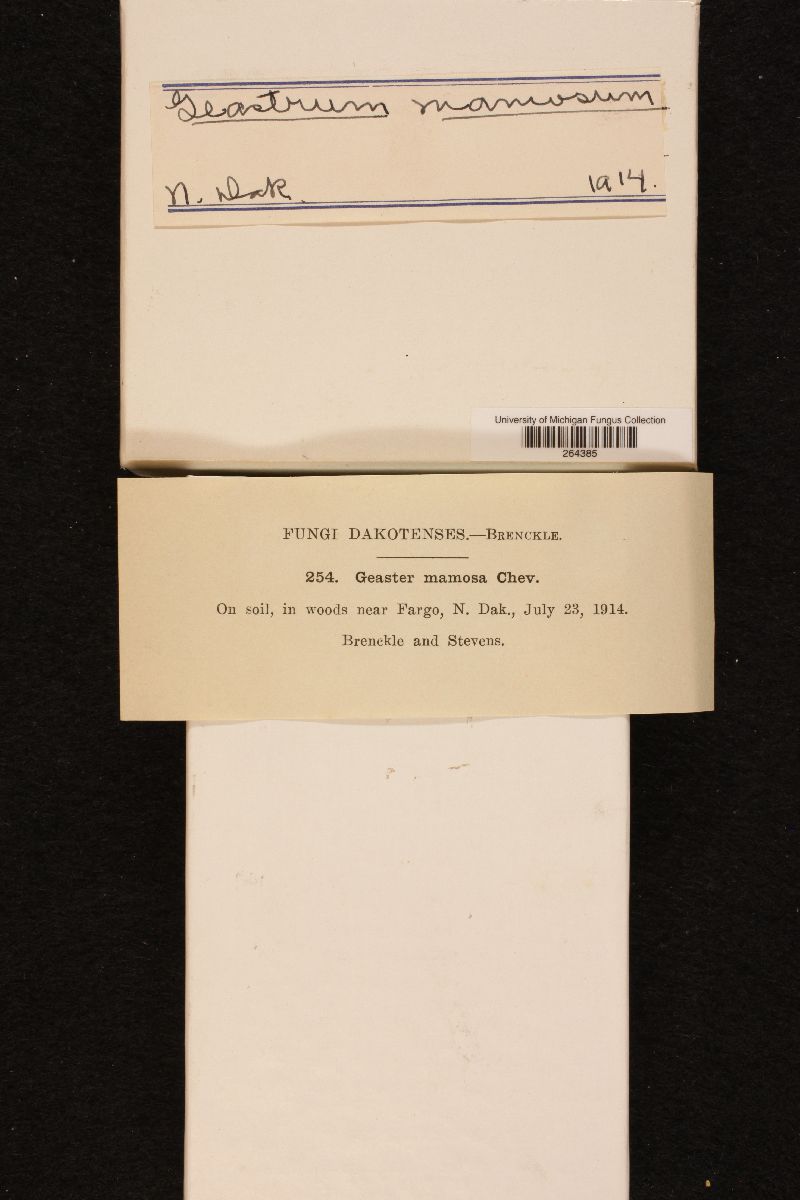 Geastrum mamosum
N. Dak. 1914.
University of Michigan Fungus Collection
264385
FUNGI DAKOTENSES.—BRENCKLE.
254. Geaster mamosa Chev.
On soil, in woods near Fargo, N. Dak., July 23, 1914.
Brenckle and Stevens.